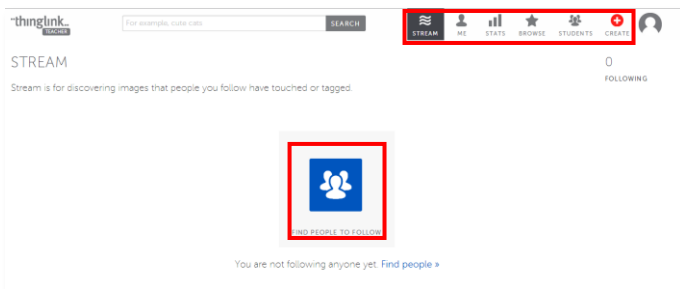 thinglink..
TEACHER
For example, cute cats
SEARCH
STREAM
ME
STATS
BROWSE
STUDENTS
CREATE
STREAM
0
FOLLOWING
Stream is for discovering images that people you follow have touched or tagged.
FIND PEOPLE TO FOLLOW
You are not following anyone yet. Find people »